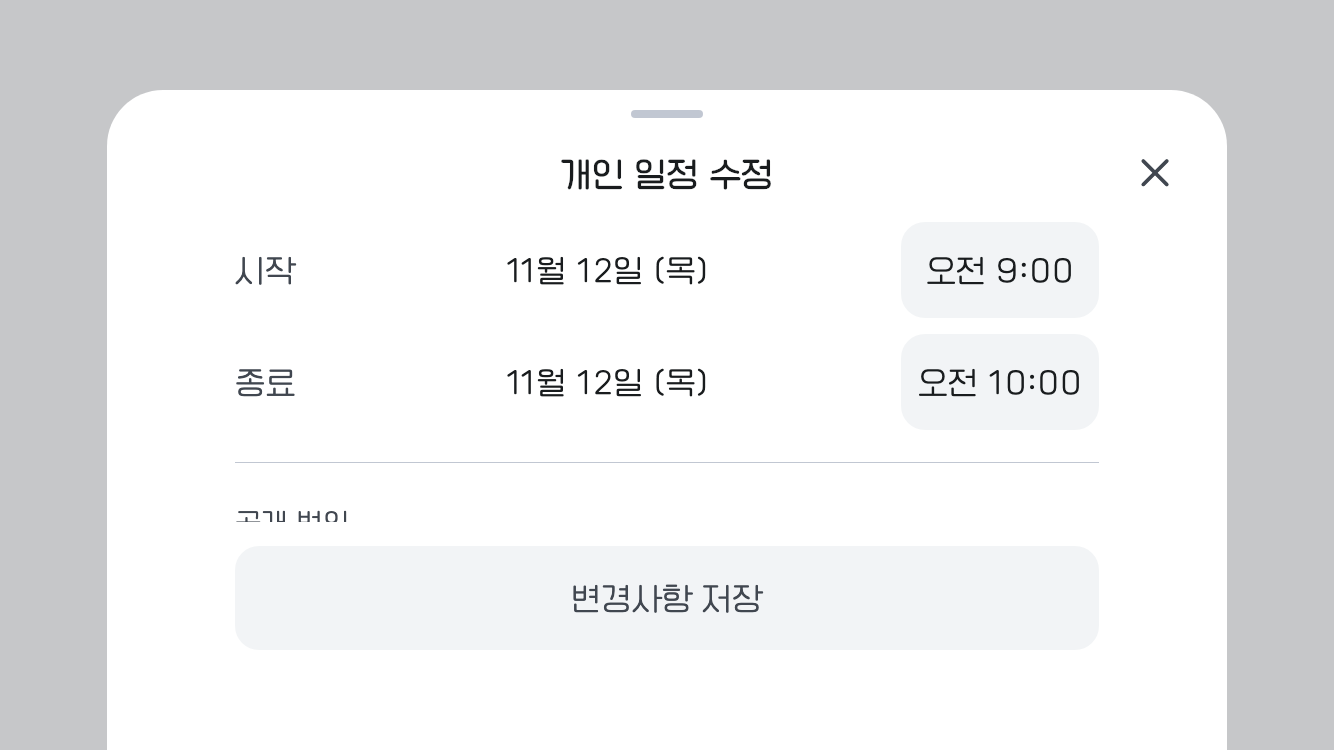 개인 일정 수정
시작 11월 12일 (목) 오전 9:00
종료 11월 12일 (목) 오전 10:00
변경사항 저장